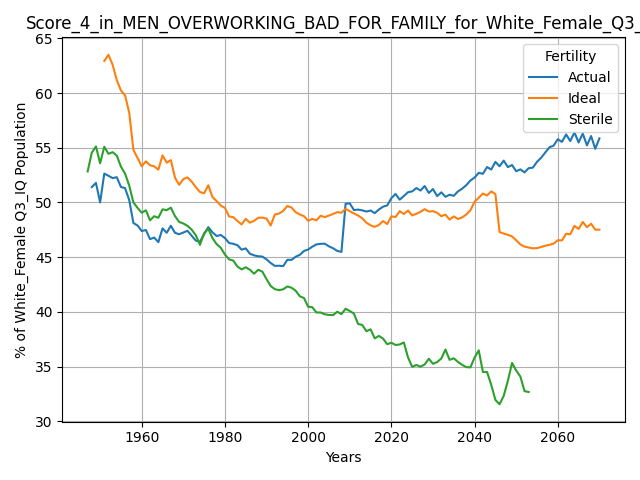 Score_4_in_MEN_OVERWORKING_BAD_FOR_FAMILY_for_White_Female_Q3_
Fertility
Actual
Ideal
Sterile
% of White_Female Q3_IQ Population
65
60
55
50
45
40
35
30
1960
1980
2000
2020
2040
2060
Years